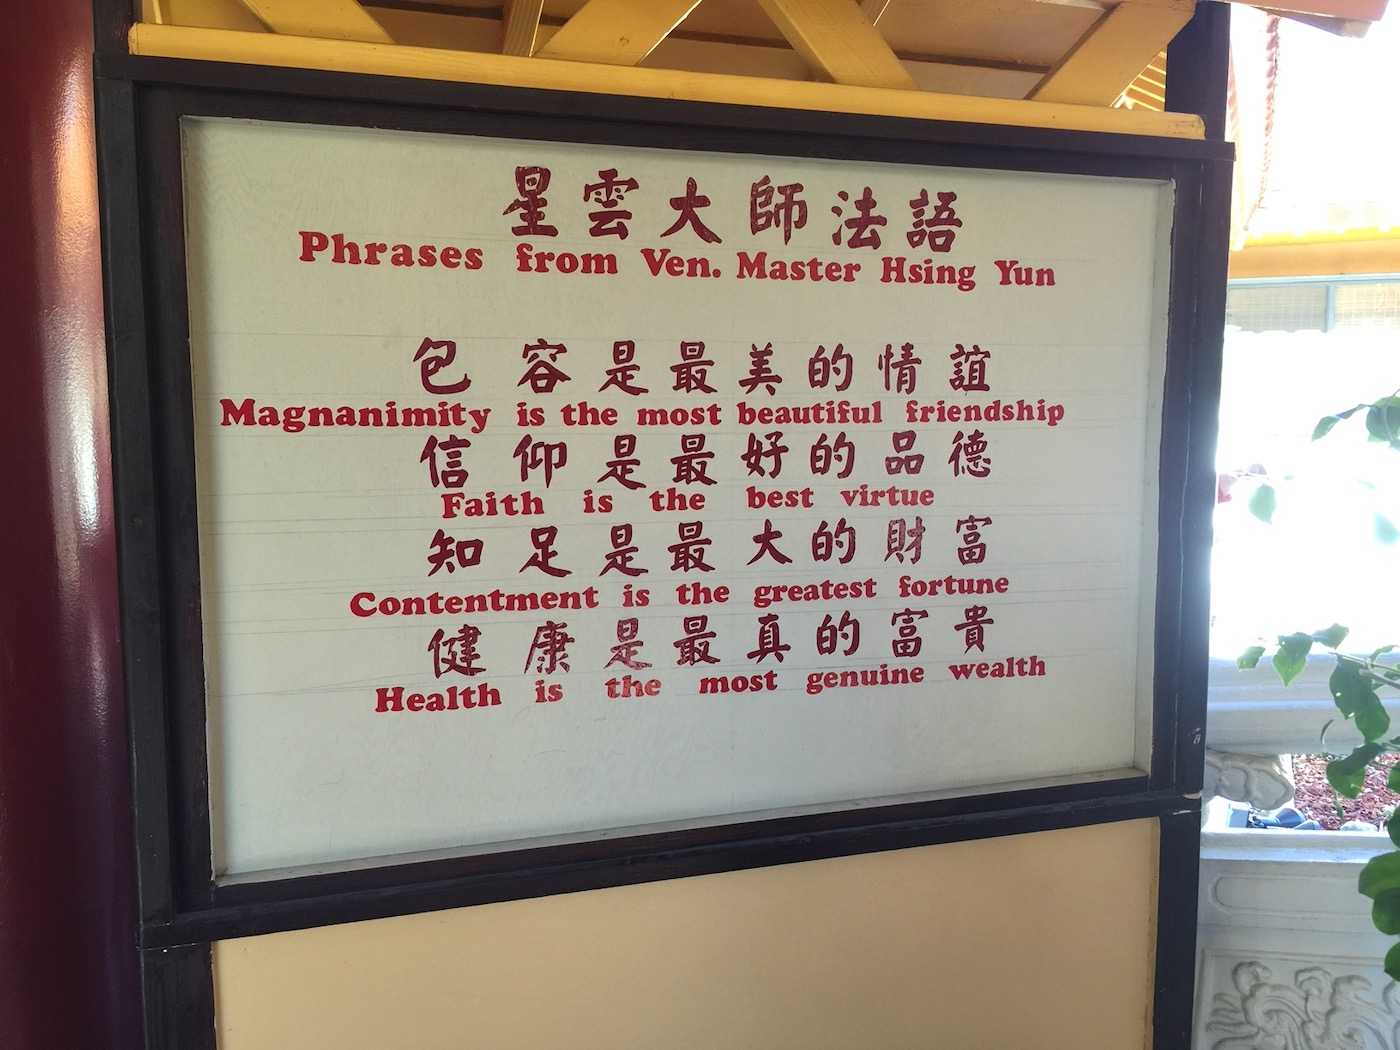 星雲大師法語
Phrases from Ven. Master Hsing Yun
包容是最美的情誼
Magnanimity is the most beautiful friendship
信仰是最好的品德
Faith is the best virtue
知足是最大的財富
Contentment is the greatest fortune
健康是最真的富貴
Health is the most genuine wealth